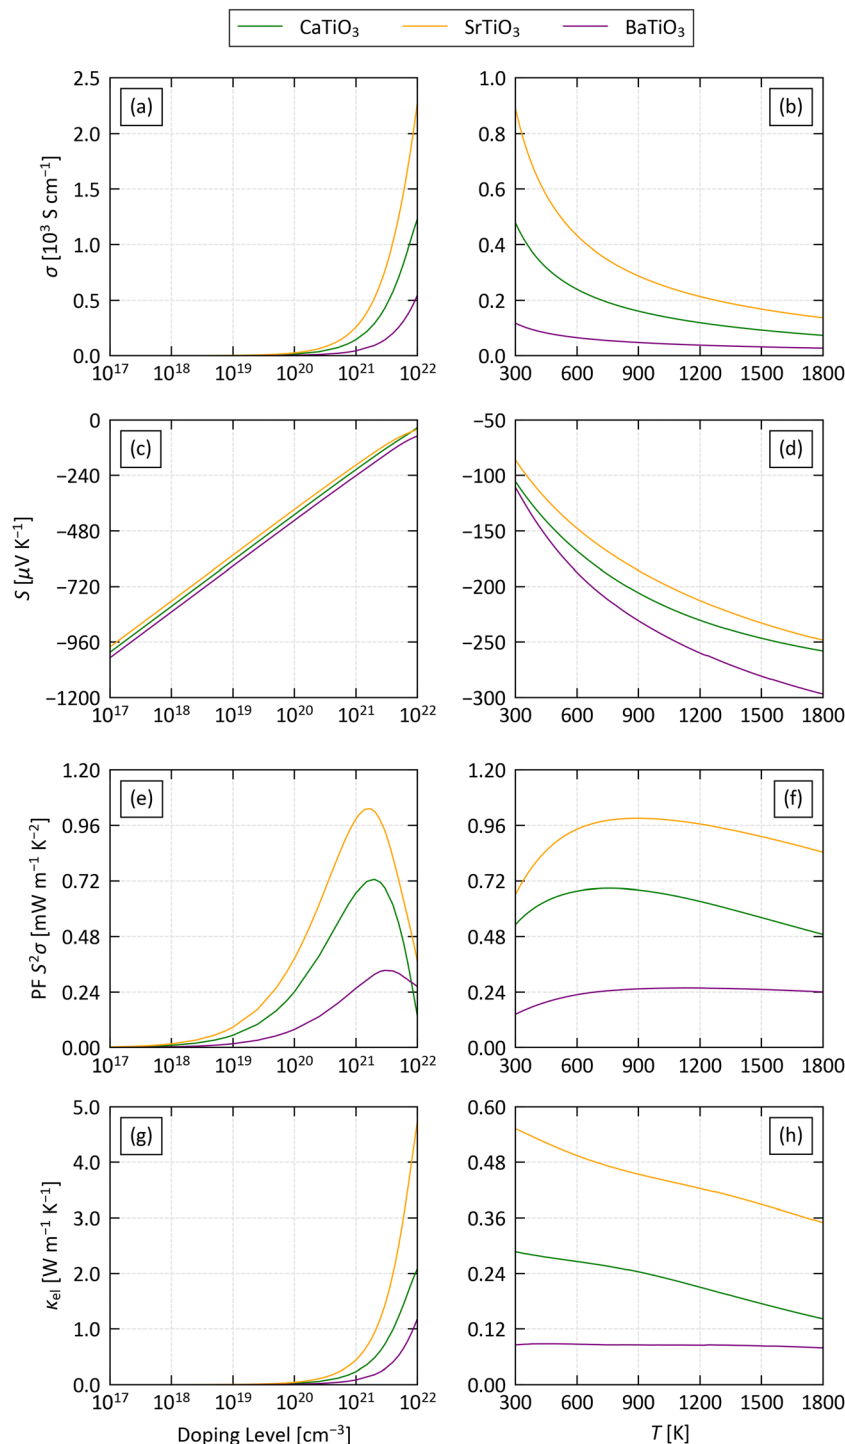 CaTiO₃ SrTiO₃ BaTiO₃
(a)
σ [10³ S cm⁻¹]
2.5
2.0
1.5
1.0
0.5
0.0
10¹⁷ 10¹⁸ 10¹⁹ 10²⁰ 10²¹ 10²²
(b)
1.0
0.8
0.6
0.4
0.2
0.0
300 600 900 1200 1500 1800
(c)
S [μV K⁻¹]
0
−240
−480
−720
−960
−1200
10¹⁷ 10¹⁸ 10¹⁹ 10²⁰ 10²¹ 10²²
(d)
−50
−100
−150
−200
−250
−300
300 600 900 1200 1500 1800
(e)
PF S²σ [mW m⁻¹ K⁻²]
1.20
0.96
0.72
0.48
0.24
0.00
10¹⁷ 10¹⁸ 10¹⁹ 10²⁰ 10²¹ 10²²
(f)
1.20
0.96
0.72
0.48
0.24
0.00
300 600 900 1200 1500 1800
(g)
κₑₗ [W m⁻¹ K⁻¹]
5.0
4.0
3.0
2.0
1.0
0.0
10¹⁷ 10¹⁸ 10¹⁹ 10²⁰ 10²¹ 10²²
Doping Level [cm⁻³]
(h)
0.60
0.48
0.36
0.24
0.12
0.00
300 600 900 1200 1500 1800
T [K]